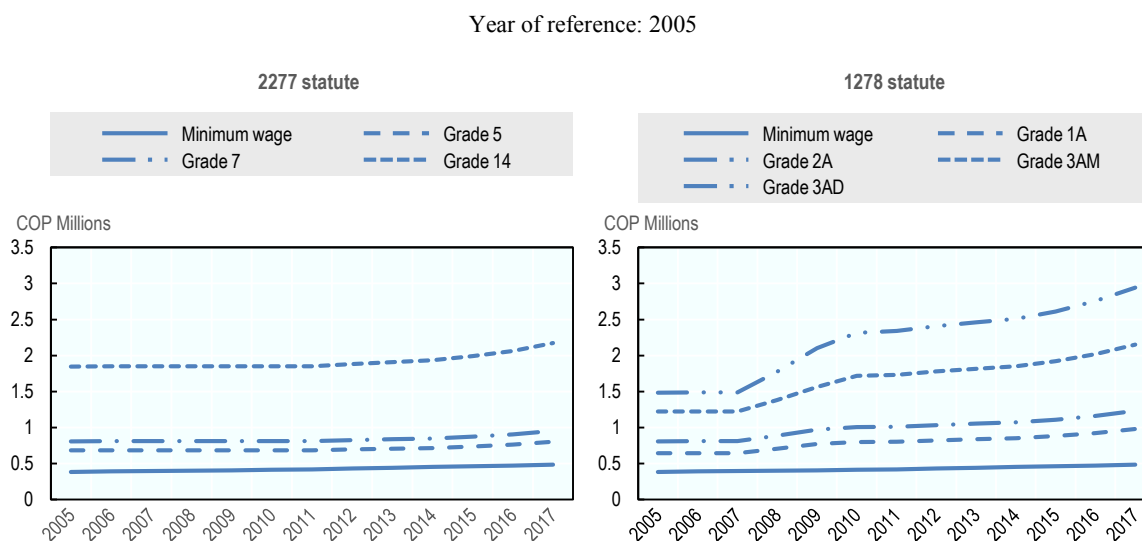 Year of reference: 2005
2277 statute
Minimum wage
Grade 5
Grade 7
Grade 14
COP Millions
3.5
3
2.5
2
1.5
1
0.5
0
2005 2006 2007 2008 2009 2010 2011 2012 2013 2014 2015 2016 2017
1278 statute
Minimum wage
Grade 1A
Grade 2A
Grade 3AM
Grade 3AD
COP Millions
3.5
3
2.5
2
1.5
1
0.5
0
2005 2006 2007 2008 2009 2010 2011 2012 2013 2014 2015 2016 2017